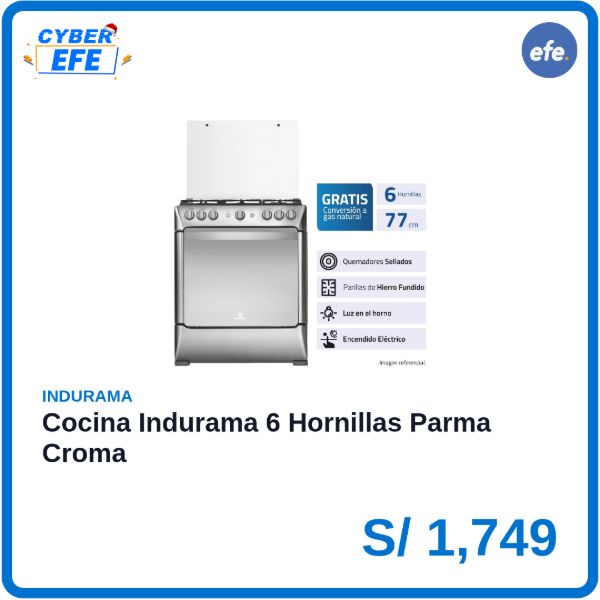 CYBER
EFE
efe.
GRATIS
Conversión a
gas natural
6 Hornillas
77 cm
Quemadores Sellados
Parillas de Hierro Fundido
Luz en el horno
Encendido Eléctrico
Imagen referencial.
INDURAMA
Cocina Indurama 6 Hornillas Parma
Croma
S/ 1,749